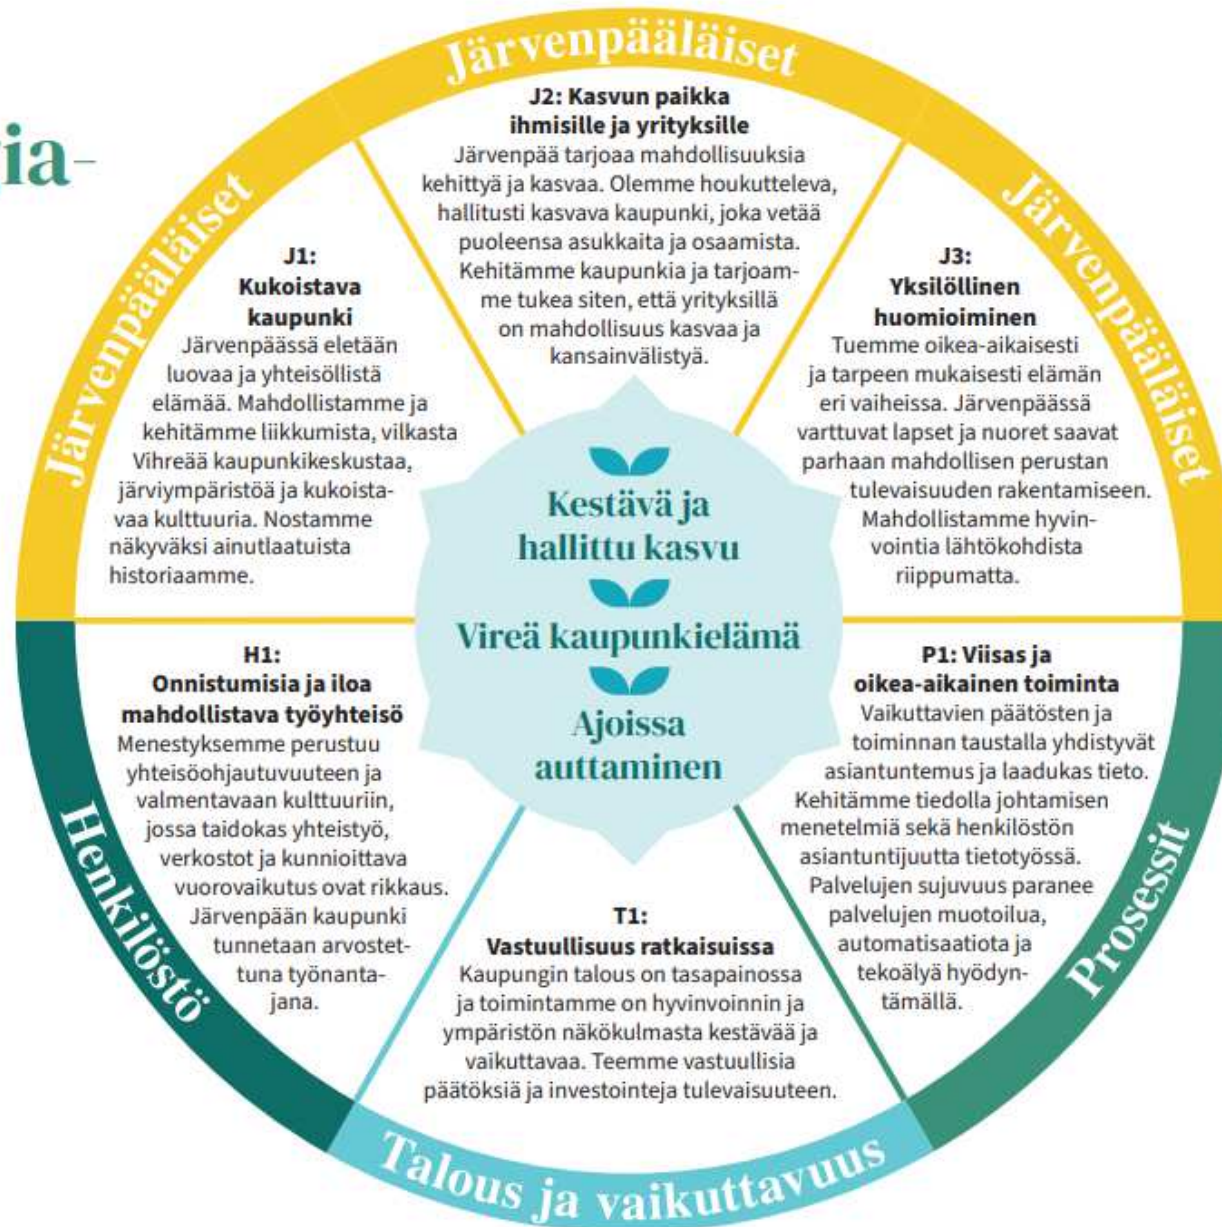 ia-
Järvenpääläiset
J2: Kasvun paikka
ihmisille ja yrityksille
Järvenpää tarjoaa mahdollisuuksia
kehittyä ja kasvaa. Olemme houkutteleva,
hallitusti kasvava kaupunki, joka vetää
puoleensa asukkaita ja osaamista.
Kehitämme kaupunkia ja tarjoam-
me tukea siten, että yrityksillä
on mahdollisuus kasvaa ja
kansainvälistyä.
Järvenpääläiset
J1:
Kukoistava
kaupunki
Järvenpäässä eletään
luovaa ja yhteisöllistä
elämää. Mahdollistamme ja
kehitämme liikkumista, vilkasta
Vihreää kaupunkikeskustaa,
järviympäristöä ja kukoista-
vaa kulttuuria. Nostamme
näkyväksi ainutlaatuista
historiaamme.
Järvenpääläiset
J3:
Yksilöllinen
huomioiminen
Tuemme oikea-aikaisesti
ja tarpeen mukaisesti elämän
eri vaiheissa. Järvenpäässä
varttuvat lapset ja nuoret saavat
parhaan mahdollisen perustan
tulevaisuuden rakentamiseen.
Mahdollistamme hyvin-
vointia lähtökohdista
riippumatta.
Kestävä ja
hallittu kasvu
Vireä kaupunkielämä
Ajoissa
auttaminen
Henkilöstö
H1:
Onnistumisia ja iloa
mahdollistava työyhteisö
Menestyksemme perustuu
yhteisöohjautuvuuteen ja
valmentavaan kulttuuriin,
jossa taidokas yhteistyö,
verkostot ja kunnioittava
vuorovaikutus ovat rikkaus.
Järvenpään kaupunki
tunnetaan arvostet-
tuna työnanta-
jana.
Prosessit
P1: Viisas ja
oikea-aikainen toiminta
Vaikuttavien päätösten ja
toiminnan taustalla yhdistyvät
asiantuntemus ja laadukas tieto.
Kehitämme tiedolla johtamisen
menetelmiä sekä henkilöstön
asiantuntijuutta tietotyössä.
Palvelujen sujuvuus paranee
palvelujen muotoilua,
automatisaatiota ja
tekoälyä hyödyn-
tämällä.
T1:
Vastuullisuus ratkaisuissa
Kaupungin talous on tasapainossa
ja toimintamme on hyvinvoinnin ja
ympäristön näkökulmasta kestävää ja
vaikuttavaa. Teemme vastuullisia
päätöksiä ja investointeja tulevaisuuteen.
Talous ja vaikuttavuus